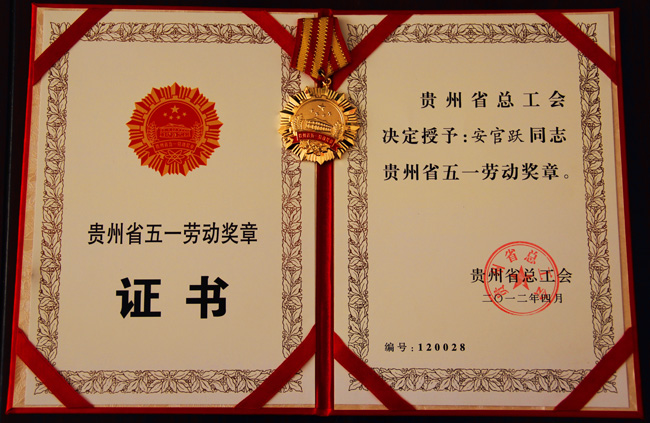 贵州省五一劳动奖章
证书
贵州省总工会
决定授予：安官跃同志
贵州省五一劳动奖章。
贵州省总工会
二〇一二年四月
编号：120028